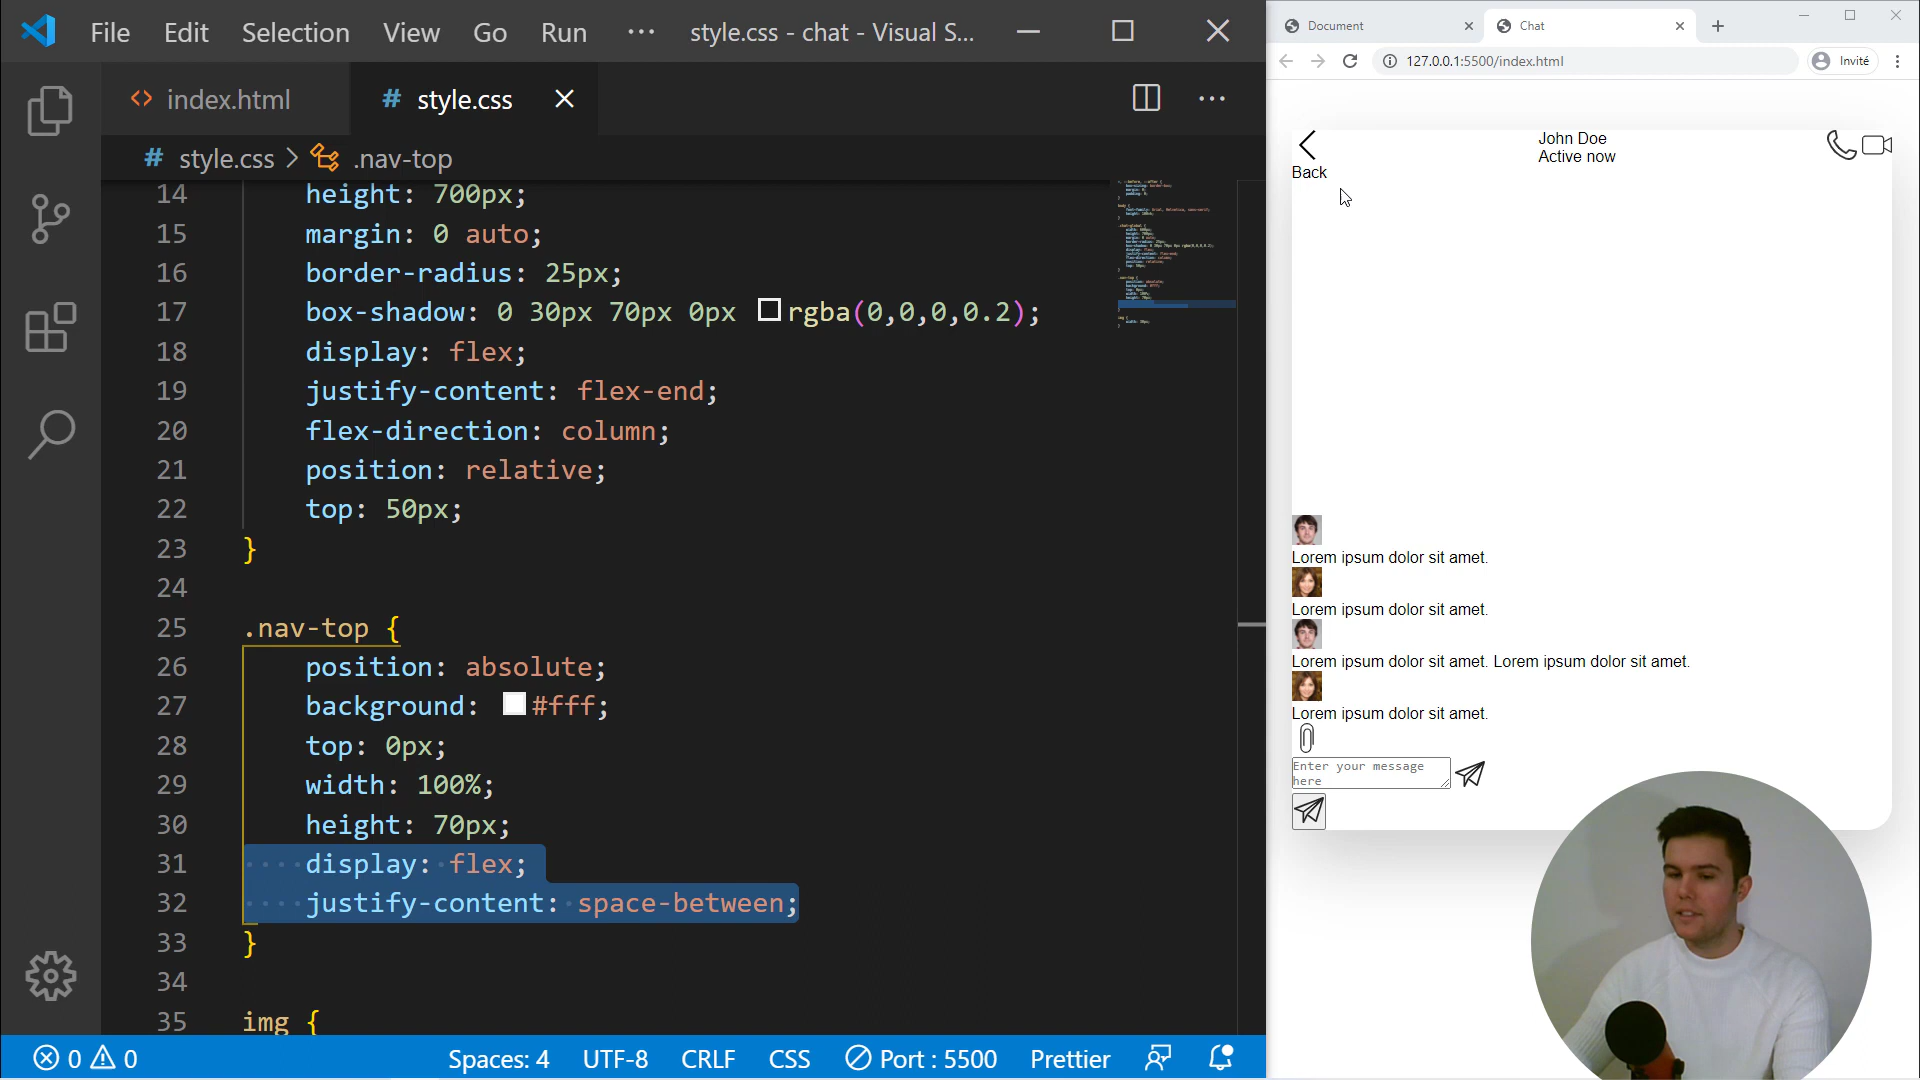 File Edit Selection View Go Run ··· style.css - chat - Visual S...
index.html
# style.css
# style.css > .nav-top
14 height: 700px;
15 margin: 0 auto;
16 border-radius: 25px;
17 box-shadow: 0 30px 70px 0px rgba(0,0,0,0.2);
18 display: flex;
19 justify-content: flex-end;
20 flex-direction: column;
21 position: relative;
22 top: 50px;
23 }
24
25 .nav-top {
26 position: absolute;
27 background: #fff;
28 top: 0px;
29 width: 100%;
30 height: 70px;
31 display: flex;
32 justify-content: space-between;
33 }
34
35 img {
0 0
Spaces: 4 UTF-8 CRLF CSS Port : 5500 Prettier
Document
Chat
127.0.0.1:5500/index.html
Invité
John Doe
Active now
Back
Lorem ipsum dolor sit amet.
Lorem ipsum dolor sit amet.
Lorem ipsum dolor sit amet. Lorem ipsum dolor sit amet.
Lorem ipsum dolor sit amet.
Enter your message
here